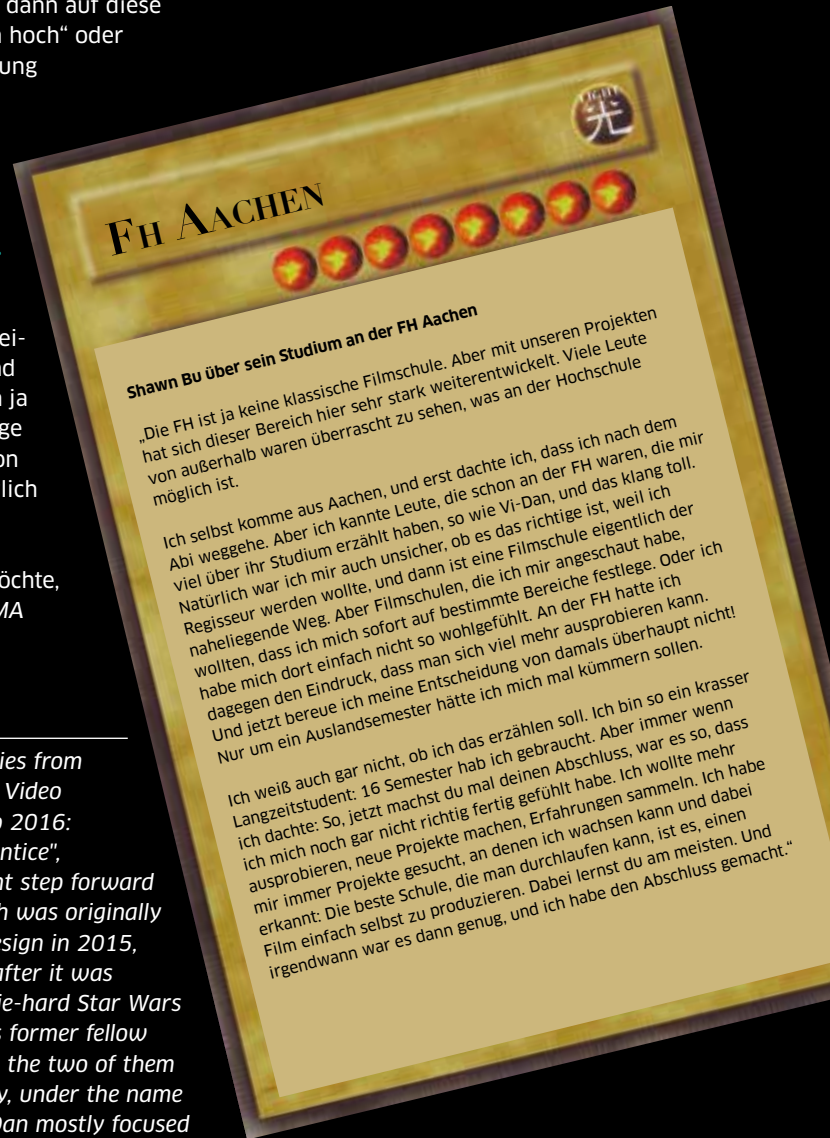 dann auf diese
hoch“ oder
ung
FH AACHEN
LIGHT
光
Shawn Bu über sein Studium an der FH Aachen
„Die FH ist ja keine klassische Filmschule. Aber mit unseren Projekten
hat sich dieser Bereich hier sehr stark weiterentwickelt. Viele Leute
von außerhalb waren überrascht zu sehen, was an der Hochschule
möglich ist.
Ich selbst komme aus Aachen, und erst dachte ich, dass ich nach dem
Abi weggehe. Aber ich kannte Leute, die schon an der FH waren, die mir
viel über ihr Studium erzählt haben, so wie Vi-Dan, und das klang toll.
Natürlich war ich mir auch unsicher, ob es das richtige ist, weil ich
Regisseur werden wollte, und dann ist eine Filmschule eigentlich der
naheliegende Weg. Aber Filmschulen, die ich mir angeschaut habe,
wollten, dass ich mich sofort auf bestimmte Bereiche festlege. Oder ich
habe mich dort einfach nicht so wohlgefühlt. An der FH hatte ich
dagegen den Eindruck, dass man sich viel mehr ausprobieren kann.
Und jetzt bereue ich meine Entscheidung von damals überhaupt nicht!
Nur um ein Auslandsemester hätte ich mich mal kümmern sollen.
Ich weiß auch gar nicht, ob ich das erzählen soll. Ich bin so ein krasser
Langzeitstudent: 16 Semester hab ich gebraucht. Aber immer wenn
ich dachte: So, jetzt machst du mal deinen Abschluss, war es so, dass
ich mich noch gar nicht richtig fertig gefühlt habe. Ich wollte mehr
ausprobieren, neue Projekte machen, Erfahrungen sammeln. Ich habe
mir immer Projekte gesucht, an denen ich wachsen kann und dabei
erkannt: Die beste Schule, die man durchlaufen kann, ist es, einen
Film einfach selbst zu produzieren. Dabei lernst du am meisten. Und
irgendwann war es dann genug, und ich habe den Abschluss gemacht.“
ei-
nd
ja
ge
on
lich
öchte,
MA
ies from
Video
2016:
ntice",
nt step forward
h was originally
esign in 2015,
after it was
ie-hard Star Wars
s former fellow
the two of them
y, under the name
Dan mostly focused